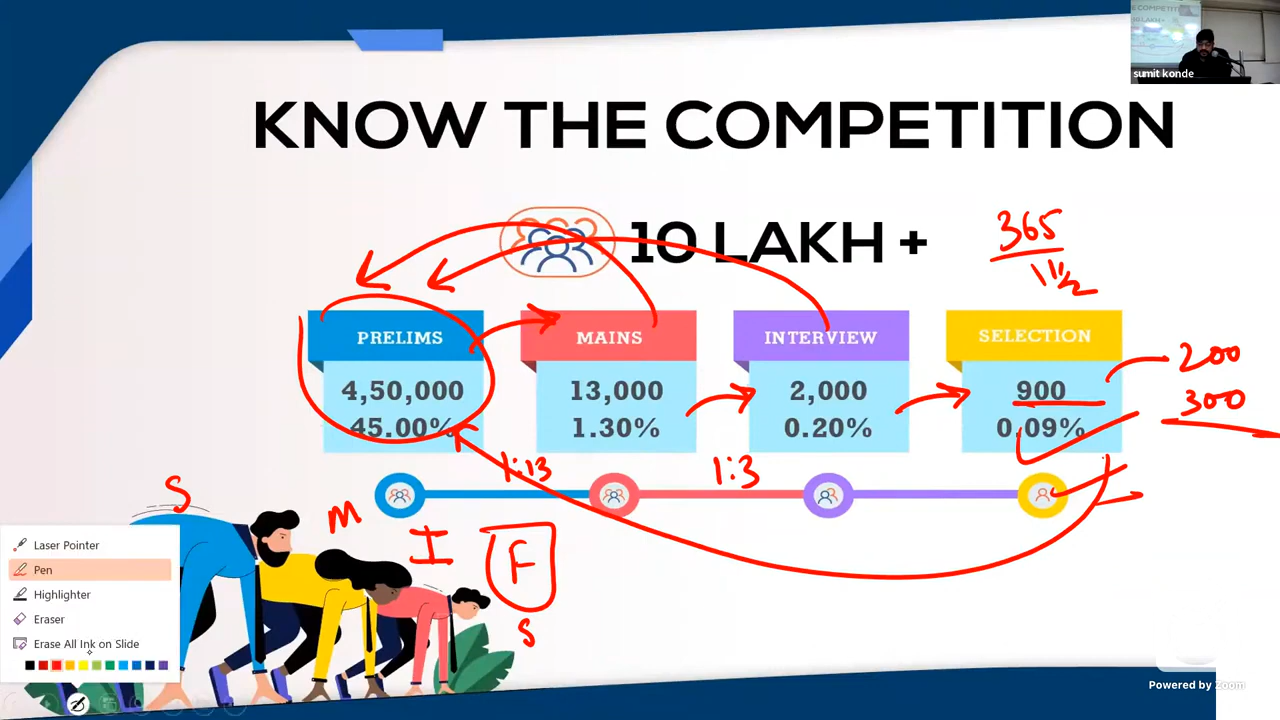 sumit konde
KNOW THE COMPETITION
10 LAKH +
365
11½
PRELIMS
MAINS
INTERVIEW
SELECTION
4,50,000
13,000
2,000
900
200
45.00%
1.30%
0.20%
0.09%
300
1:13
1:3
S
M
I
F
S
Laser Pointer
Pen
Highlighter
Eraser
Erase All Ink on Slide
Powered by Zoom